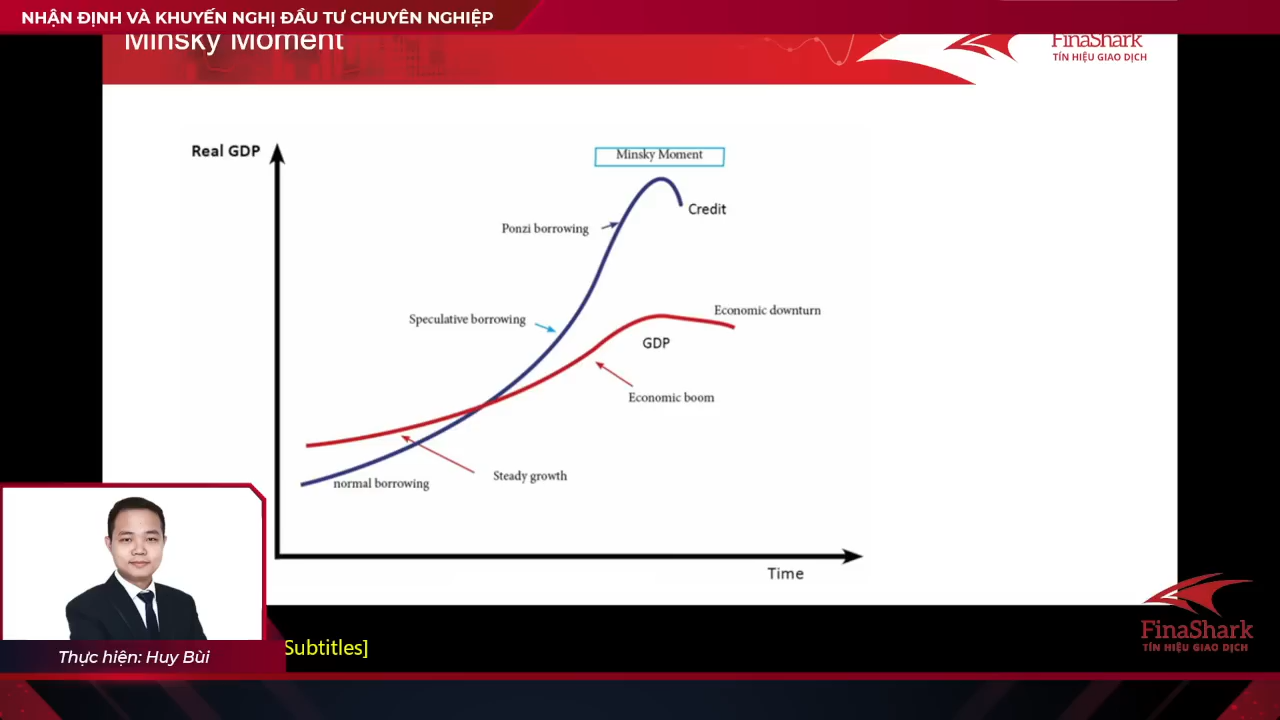 NHẬN ĐỊNH VÀ KHUYẾN NGHỊ ĐẦU TƯ CHUYÊN NGHIỆP
Minsky Moment
FinaShark
TÍN HIỆU GIAO DỊCH
Real GDP
Minsky Moment
Credit
Ponzi borrowing
Speculative borrowing
Economic downturn
GDP
Economic boom
Steady growth
normal borrowing
Time
Subtitles]
Thực hiện: Huy Bùi
FinaShark
TÍN HIỆU GIAO DỊCH